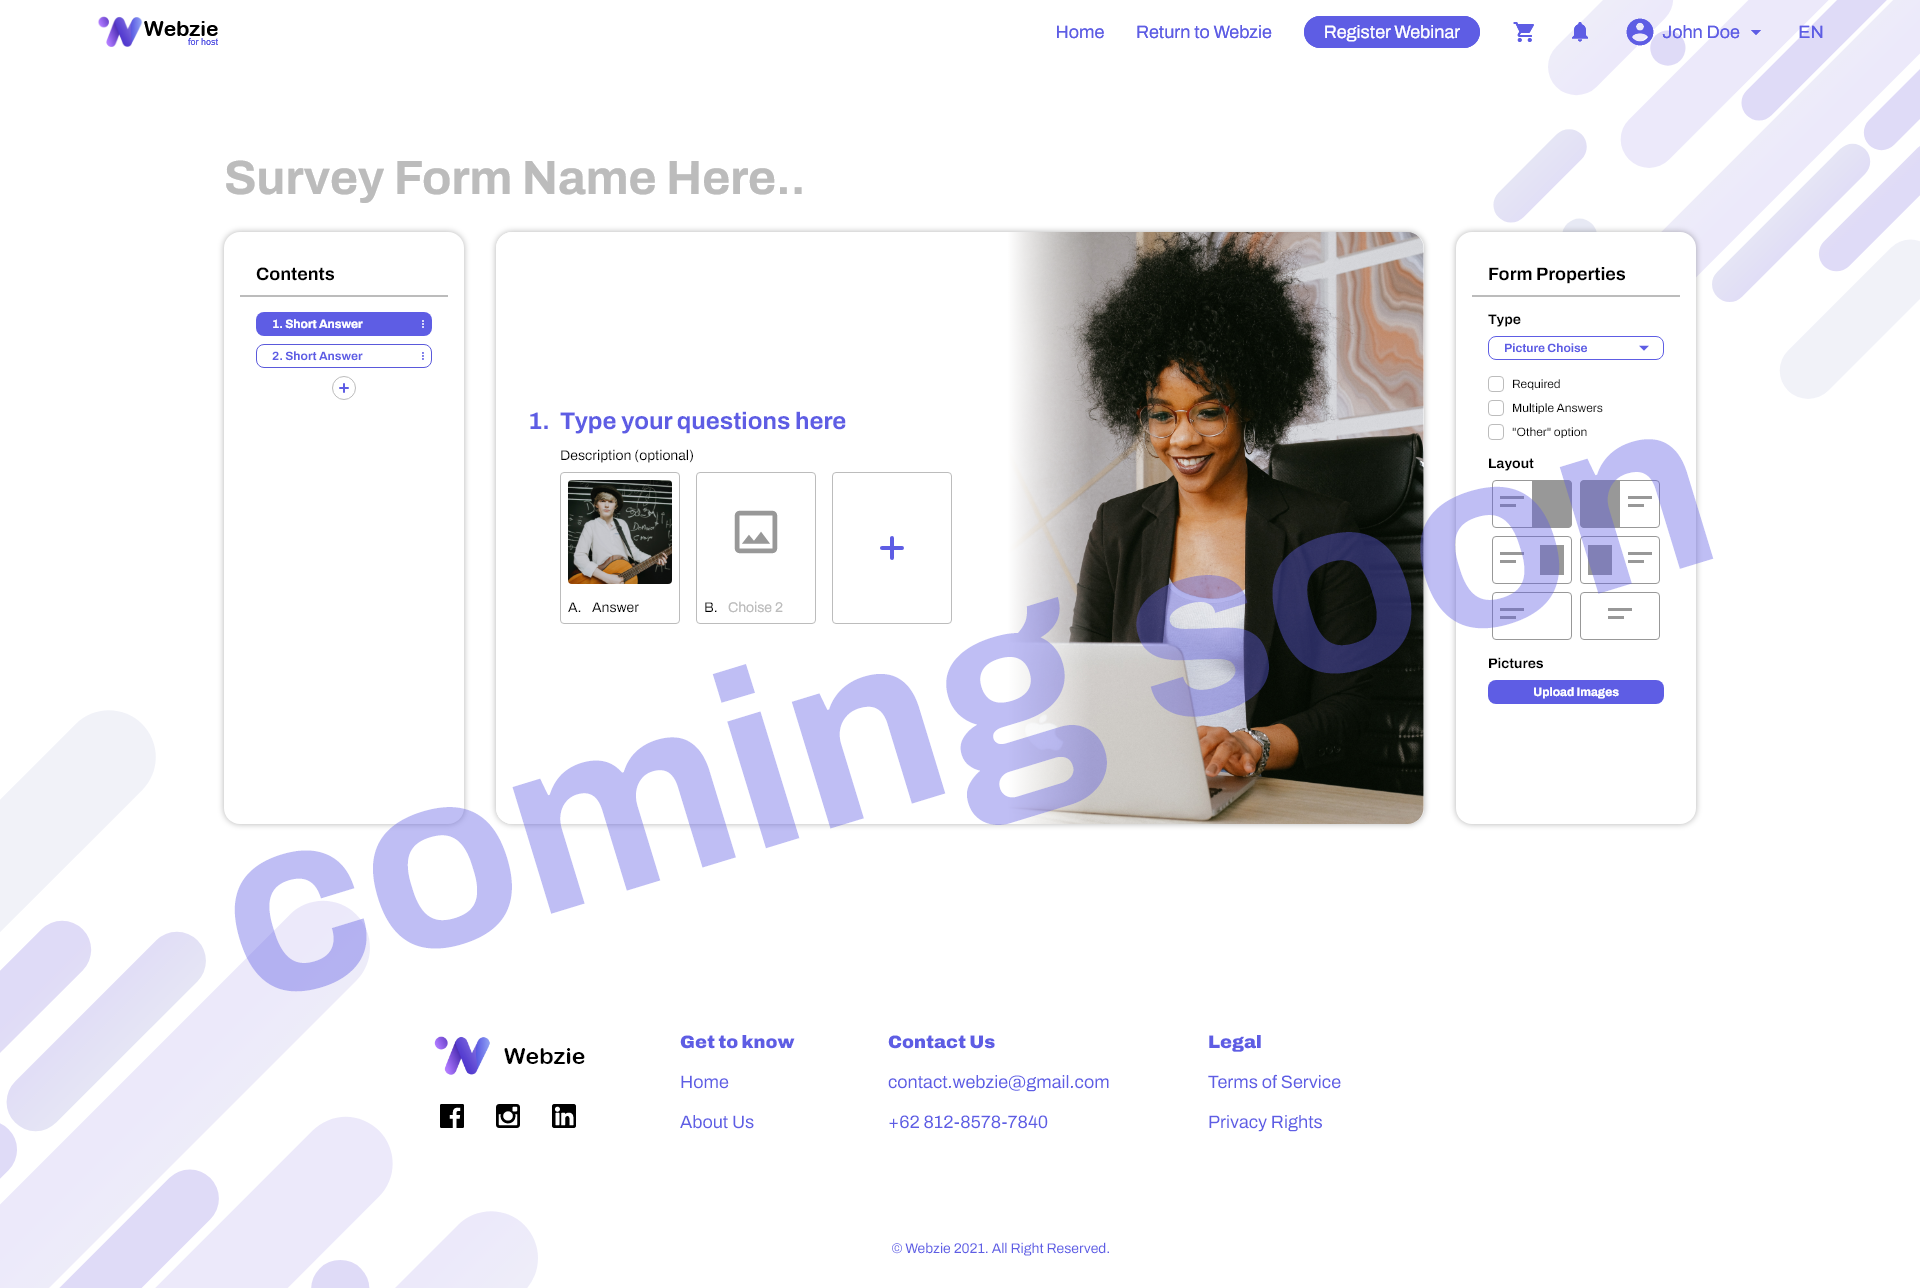 Webzie
for host
Home
Return to Webzie
Register Webinar
John Doe
EN
Survey Form Name Here..
Contents
1. Short Answer
2. Short Answer
1. Type your questions here
Description (optional)
A. Answer
B. Choise 2
Form Properties
Type
Picture Choise
Required
Multiple Answers
"Other" option
Layout
Pictures
Upload Images
coming soon
Webzie
Get to know
Home
About Us
Contact Us
contact.webzie@gmail.com
+62 812-8578-7840
Legal
Terms of Service
Privacy Rights
© Webzie 2021. All Right Reserved.